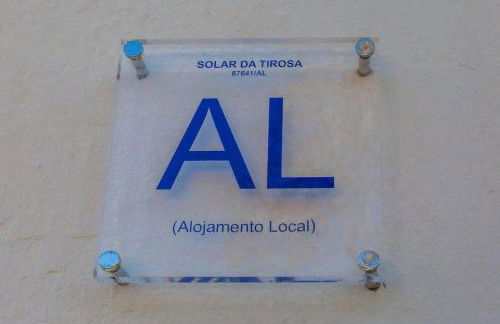 SOLAR DA TIROSA
87641/AL
AL
(Alojamento Local)